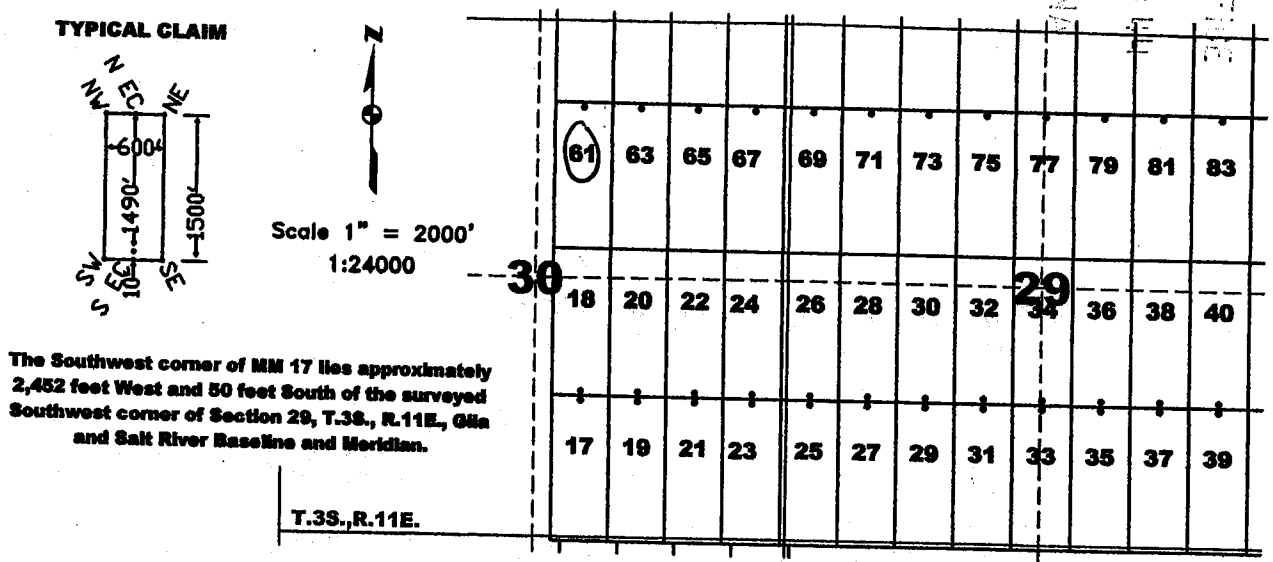 TYPICAL CLAIM
N
NW
N EC
NE
600'
1490'
1500'
10'
SW
S EC
SE
Scale 1" = 2000'
1:24000
The Southwest corner of MM 17 lies approximately
2,452 feet West and 50 feet South of the surveyed
Southwest corner of Section 29, T.3S., R.11E., Gila
and Salt River Baseline and Meridian.
T.3S.,R.11E.
61 63 65 67 69 71 73 75 77 79 81 83
30 29
18 20 22 24 26 28 30 32 34 36 38 40
17 19 21 23 25 27 29 31 33 35 37 39